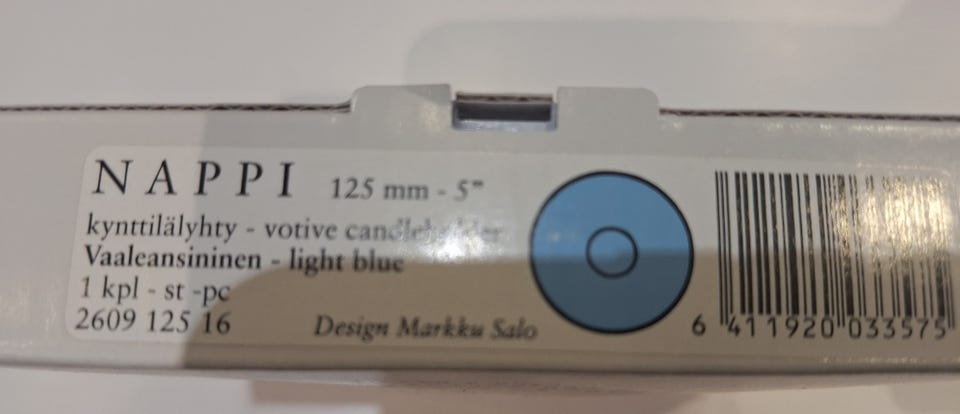 NAPPI 125 mm - 5"
kynttilälyhty - votive candleholder
Vaaleansininen - light blue
1 kpl - st -pc
2609 125 16
Design Markku Salo
6 411920 033575